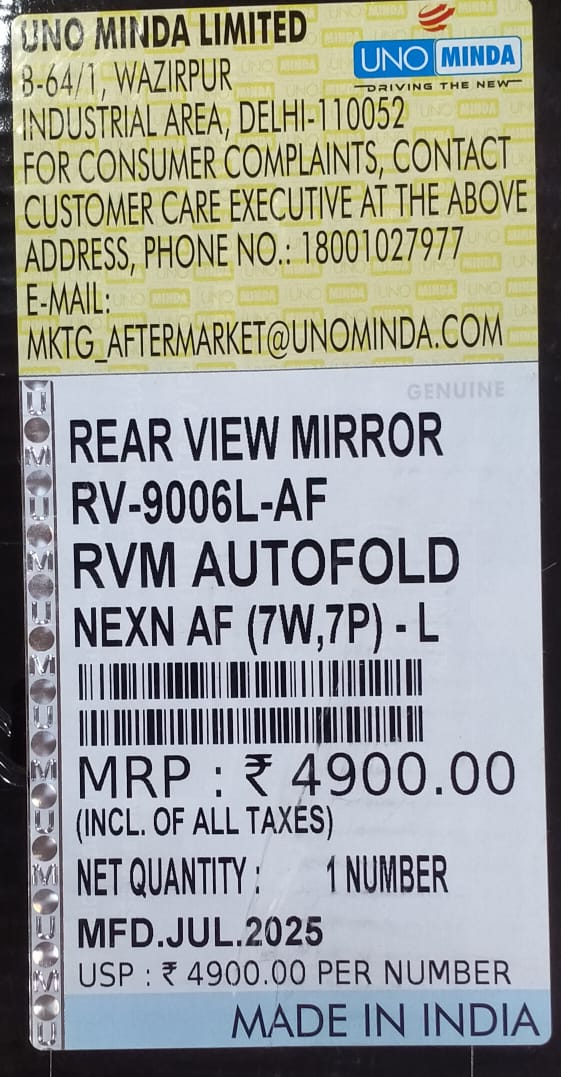 UNO MINDA LIMITED
B-64/1, WAZIRPUR
INDUSTRIAL AREA, DELHI-110052
FOR CONSUMER COMPLAINTS, CONTACT
CUSTOMER CARE EXECUTIVE AT THE ABOVE
ADDRESS, PHONE NO.: 18001027977
E-MAIL:
MKTG_AFTERMARKET@UNOMINDA.COM
UNO MINDA
DRIVING THE NEW
GENUINE
REAR VIEW MIRROR
RV-9006L-AF
RVM AUTOFOLD
NEXN AF (7W,7P) - L
MRP : ₹ 4900.00
(INCL. OF ALL TAXES)
NET QUANTITY : 1 NUMBER
MFD.JUL.2025
USP : ₹ 4900.00 PER NUMBER
MADE IN INDIA